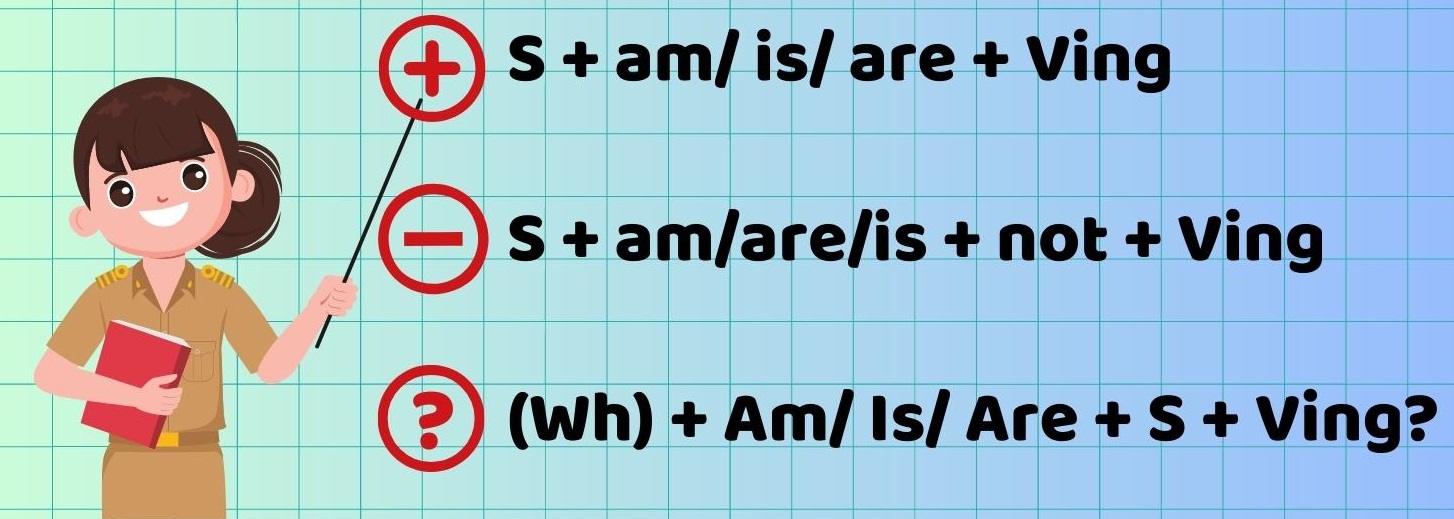 + S + am/ is/ are + Ving
− S + am/are/is + not + Ving
? (Wh) + Am/ Is/ Are + S + Ving?